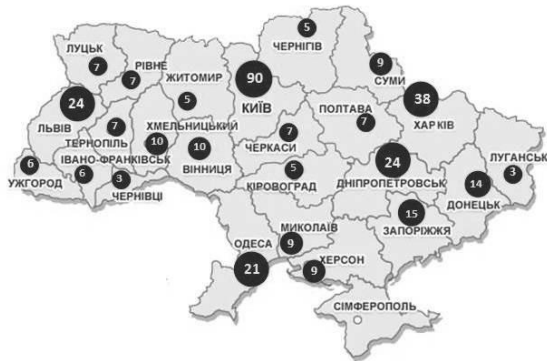 5
ЧЕРНІГІВ
ЛУЦЬК
7
РІВНЕ
7
ЖИТОМИР
5
90
КИЇВ
9
СУМИ
24
ЛЬВІВ
38
ХАРКІВ
ПОЛТАВА
7
ТЕРНОПІЛЬ
7
ХМЕЛЬНИЦЬКИЙ
10
10
ВІННИЦЯ
7
ЧЕРКАСИ
6
УЖГОРОД
ІВАНО-ФРАНКІВСЬК
6
3
ЧЕРНІВЦІ
5
КІРОВОГРАД
24
ДНІПРОПЕТРОВСЬК
ЛУГАНСЬК
3
14
ДОНЕЦЬК
15
ЗАПОРІЖЖЯ
МИКОЛАЇВ
9
ОДЕСА
21
ХЕРСОН
9
СІМФЕРОПОЛЬ